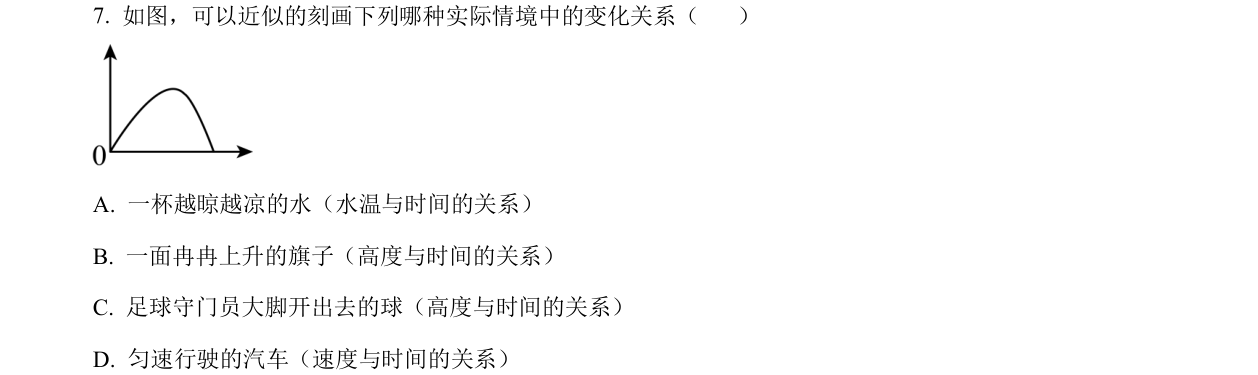 7. 如图，可以近似的刻画下列哪种实际情境中的变化关系（　　）
0
A. 一杯越晾越凉的水（水温与时间的关系）
B. 一面冉冉上升的旗子（高度与时间的关系）
C. 足球守门员大脚开出去的球（高度与时间的关系）
D. 匀速行驶的汽车（速度与时间的关系）